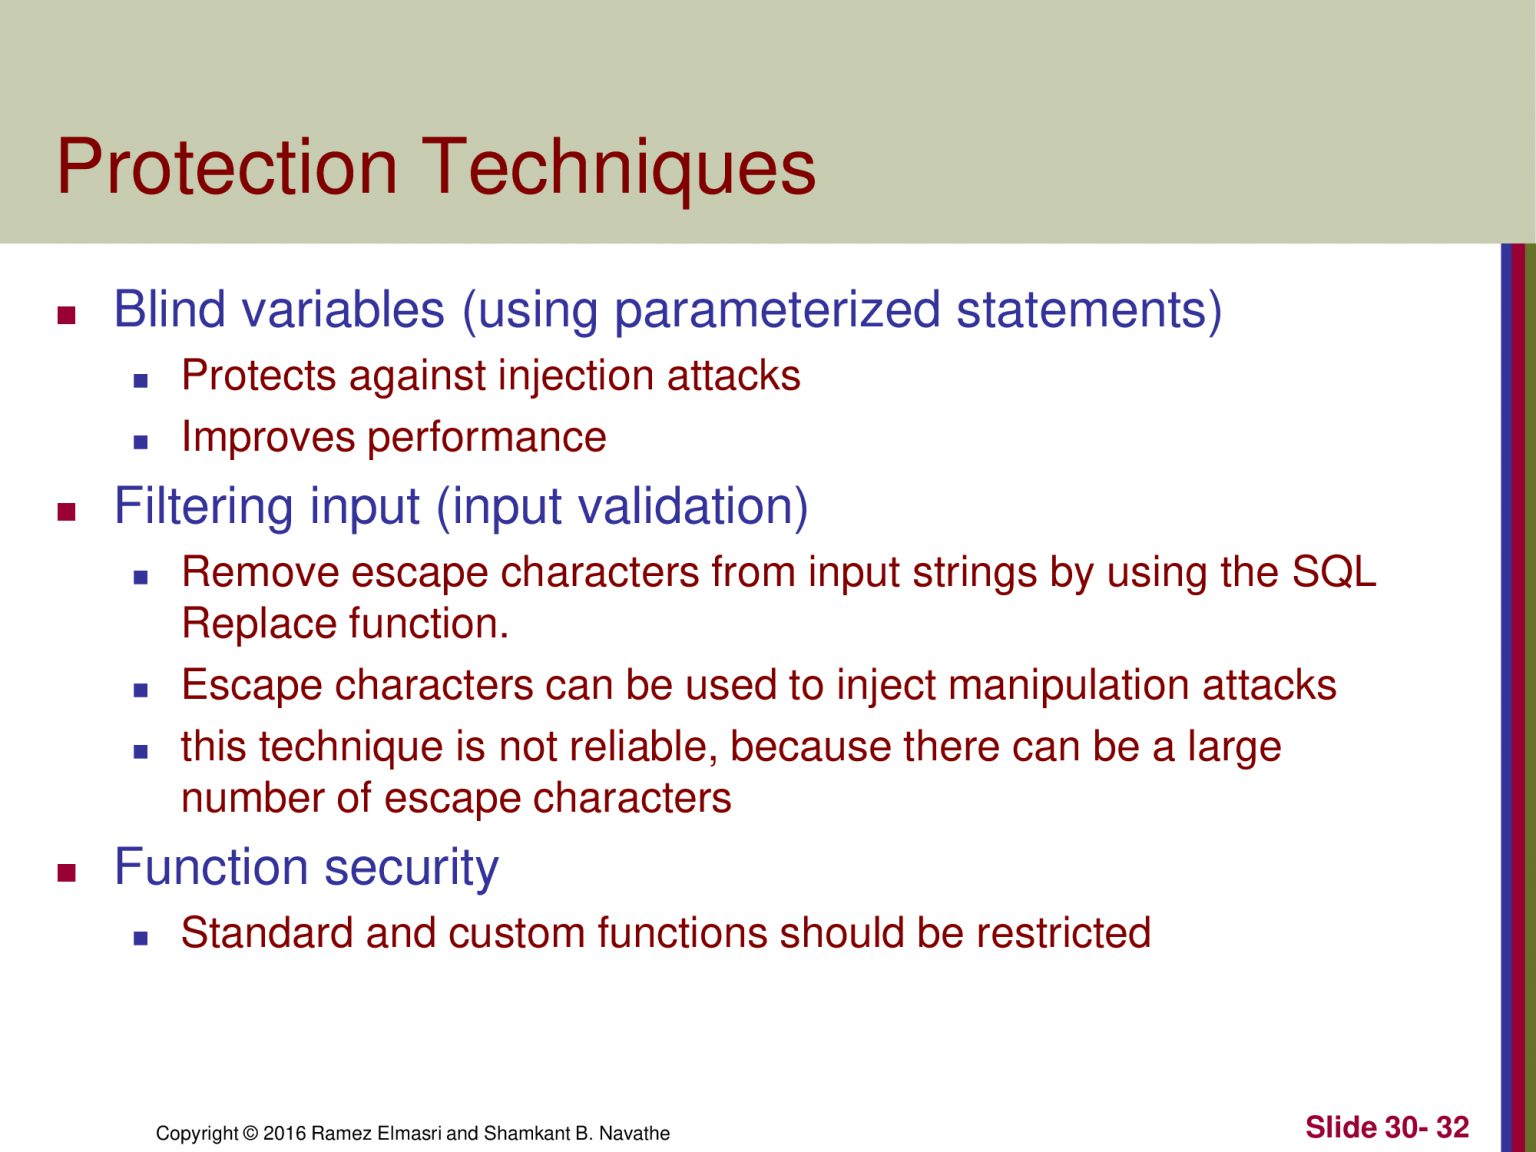 Protection Techniques
Blind variables (using parameterized statements)
Protects against injection attacks
Improves performance
Filtering input (input validation)
Remove escape characters from input strings by using the SQL
Replace function.
Escape characters can be used to inject manipulation attacks
this technique is not reliable, because there can be a large
number of escape characters
Function security
Standard and custom functions should be restricted
Copyright © 2016 Ramez Elmasri and Shamkant B. Navathe
Slide 30- 32